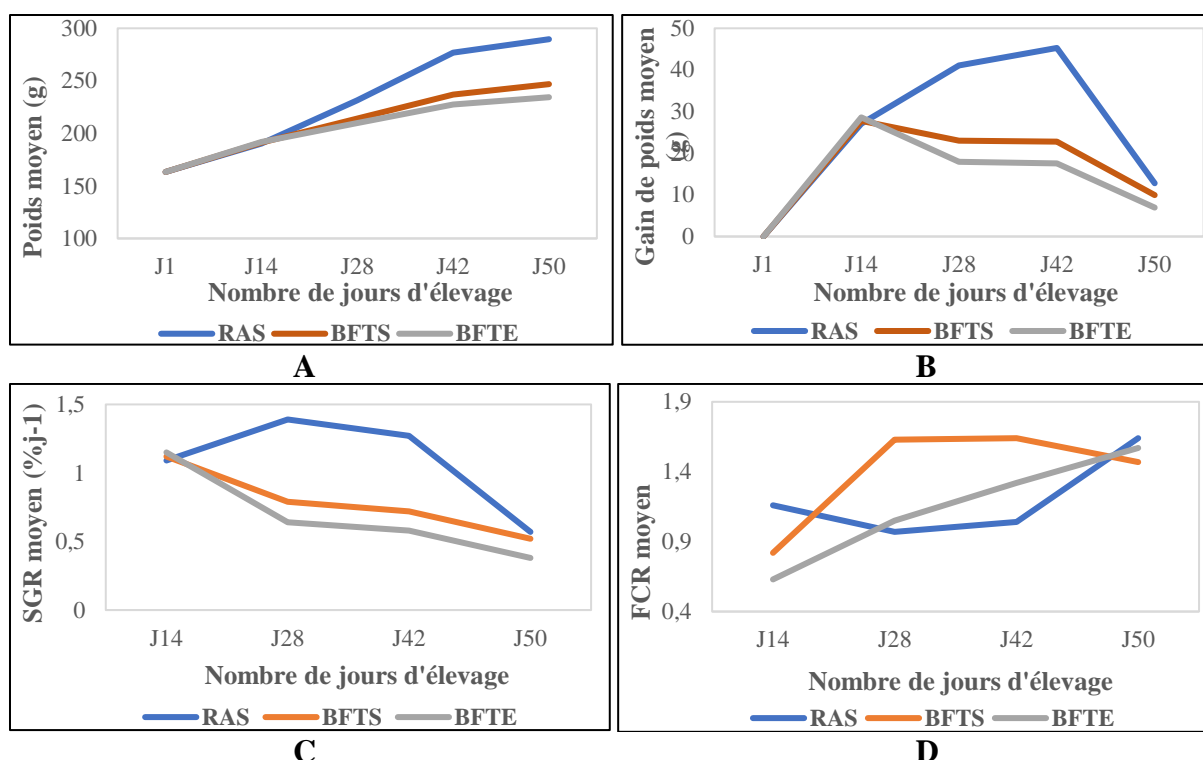 Poids moyen (g)
300
250
200
150
100
J1 J14 J28 J42 J50
Nombre de jours d'élevage
RAS BFTS BFTE
A
Gain de poids moyen
(g)
50
40
30
20
10
0
J1 J14 J28 J42 J50
Nombre de jours d'élevage
RAS BFTS BFTE
B
SGR moyen (%j-1)
1,5
1
0,5
0
J14 J28 J42 J50
Nombre de jours d'élevage
RAS BFTS BFTE
C
FCR moyen
1,9
1,4
0,9
0,4
J14 J28 J42 J50
Nombre de jours d'élevage
RAS BFTS BFTE
D